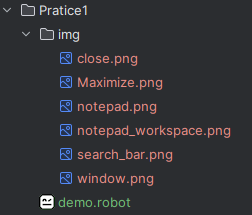 Pratice1
img
close.png
Maximize.png
notepad.png
notepad_workspace.png
search_bar.png
window.png
demo.robot